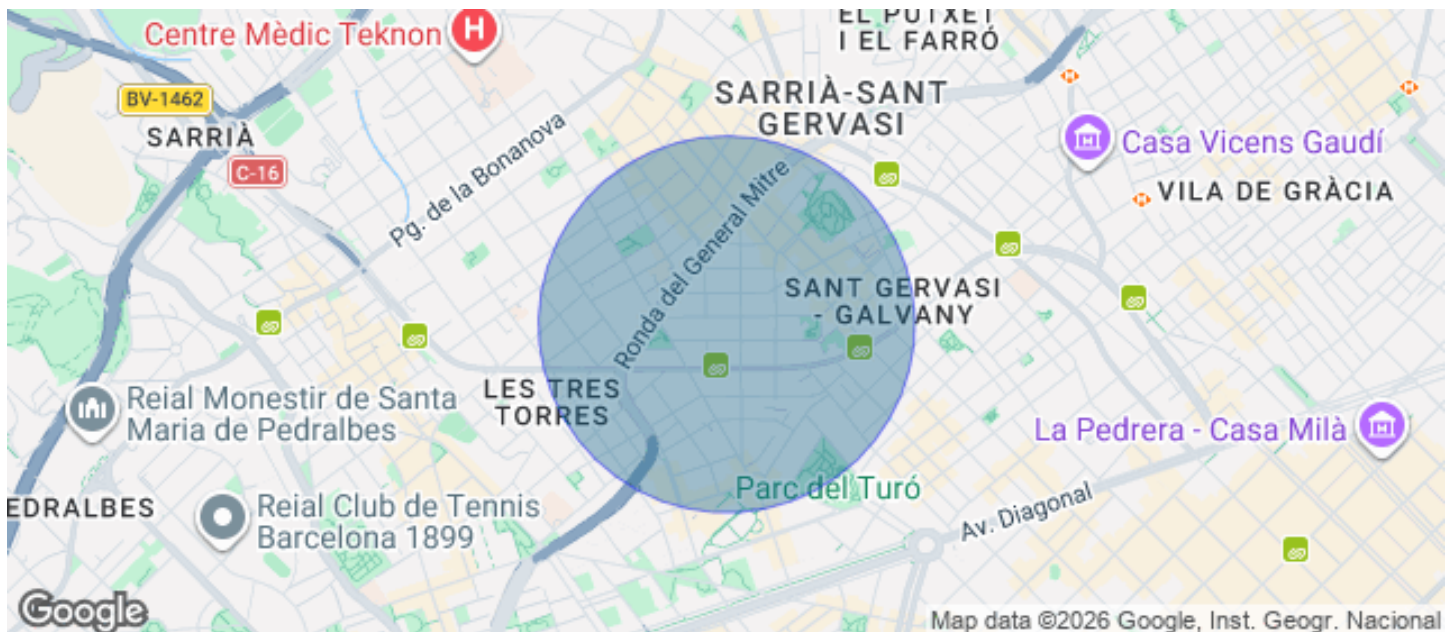 EL PUTXET
I EL FARRÓ
Centre Mèdic Teknon
H
BV-1462
SARRIÀ
C-16
SARRIÀ-SANT
GERVASI
Casa Vicens Gaudí
Pg. de la Bonanova
Ronda del General Mitre
VILA DE GRÀCIA
SANT GERVASI
- GALVANY
LES TRES
TORRES
Reial Monestir de Santa
Maria de Pedralbes
La Pedrera - Casa Milà
Parc del Turó
EDRALBES
Reial Club de Tennis
Barcelona 1899
Av. Diagonal
Google
Map data ©2026 Google, Inst. Geogr. Nacional